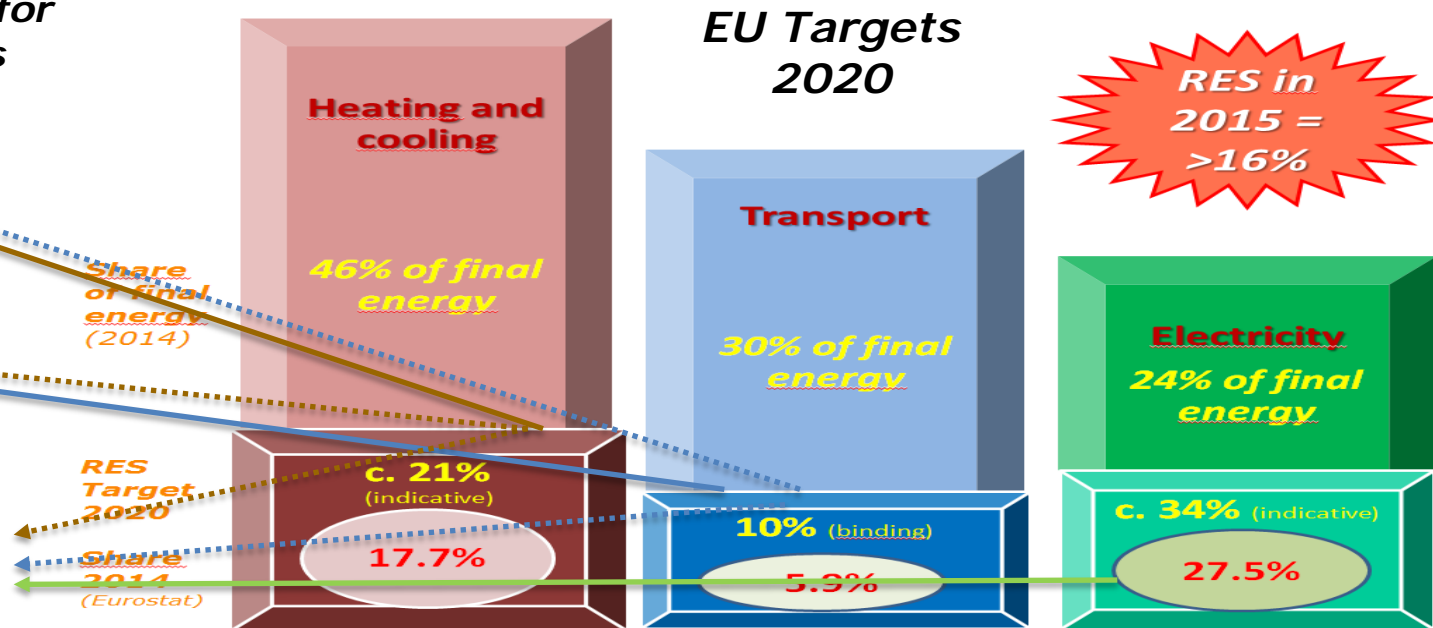 for
s
EU Targets
2020
RES in
2015 =
>16%
Heating and
cooling
46% of final
energy
Transport
30% of final
energy
Electricity
24% of final
energy
Share
of final
energy
(2014)
RES
Target
2020
c. 21%
(indicative)
10% (binding)
c. 34% (indicative)
Share
2014
(Eurostat)
17.7%
5.9%
27.5%